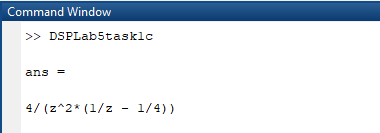 Command Window
>> DSPLab5task1c
ans =
4/(z^2*(1/z - 1/4))